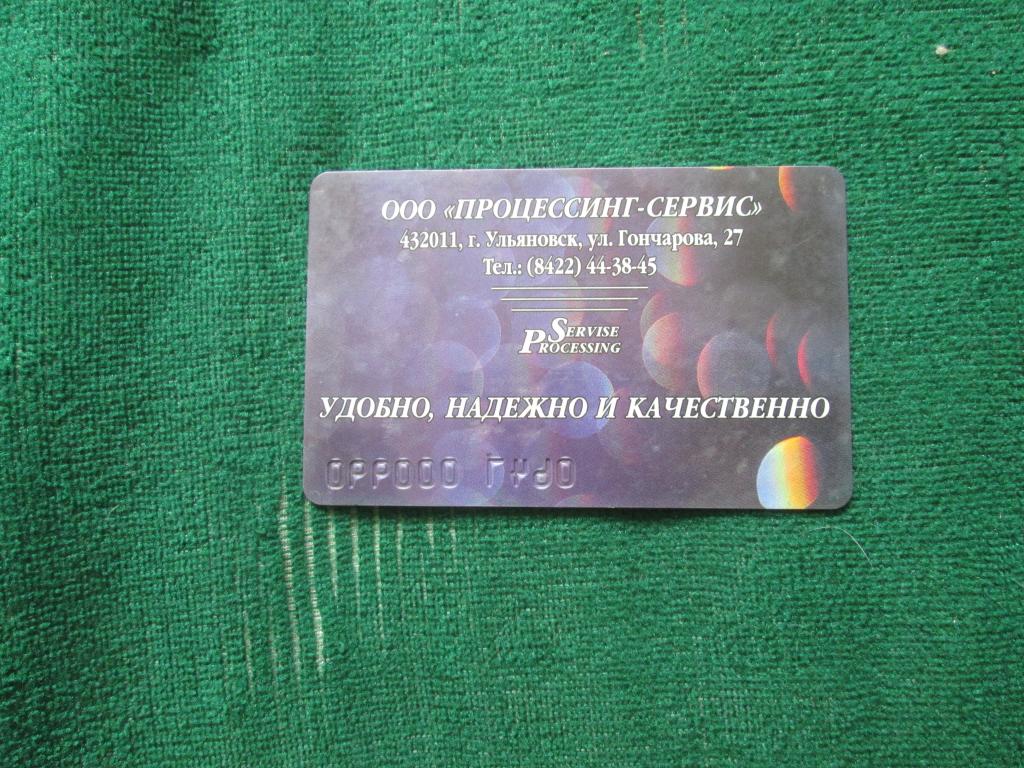 ООО «ПРОЦЕССИНГ-СЕРВИС»
432011, г. Ульяновск, ул. Гончарова, 27
Тел.: (8422) 44-38-45
SERVISE
PROCESSING
УДОБНО, НАДЕЖНО И КАЧЕСТВЕННО